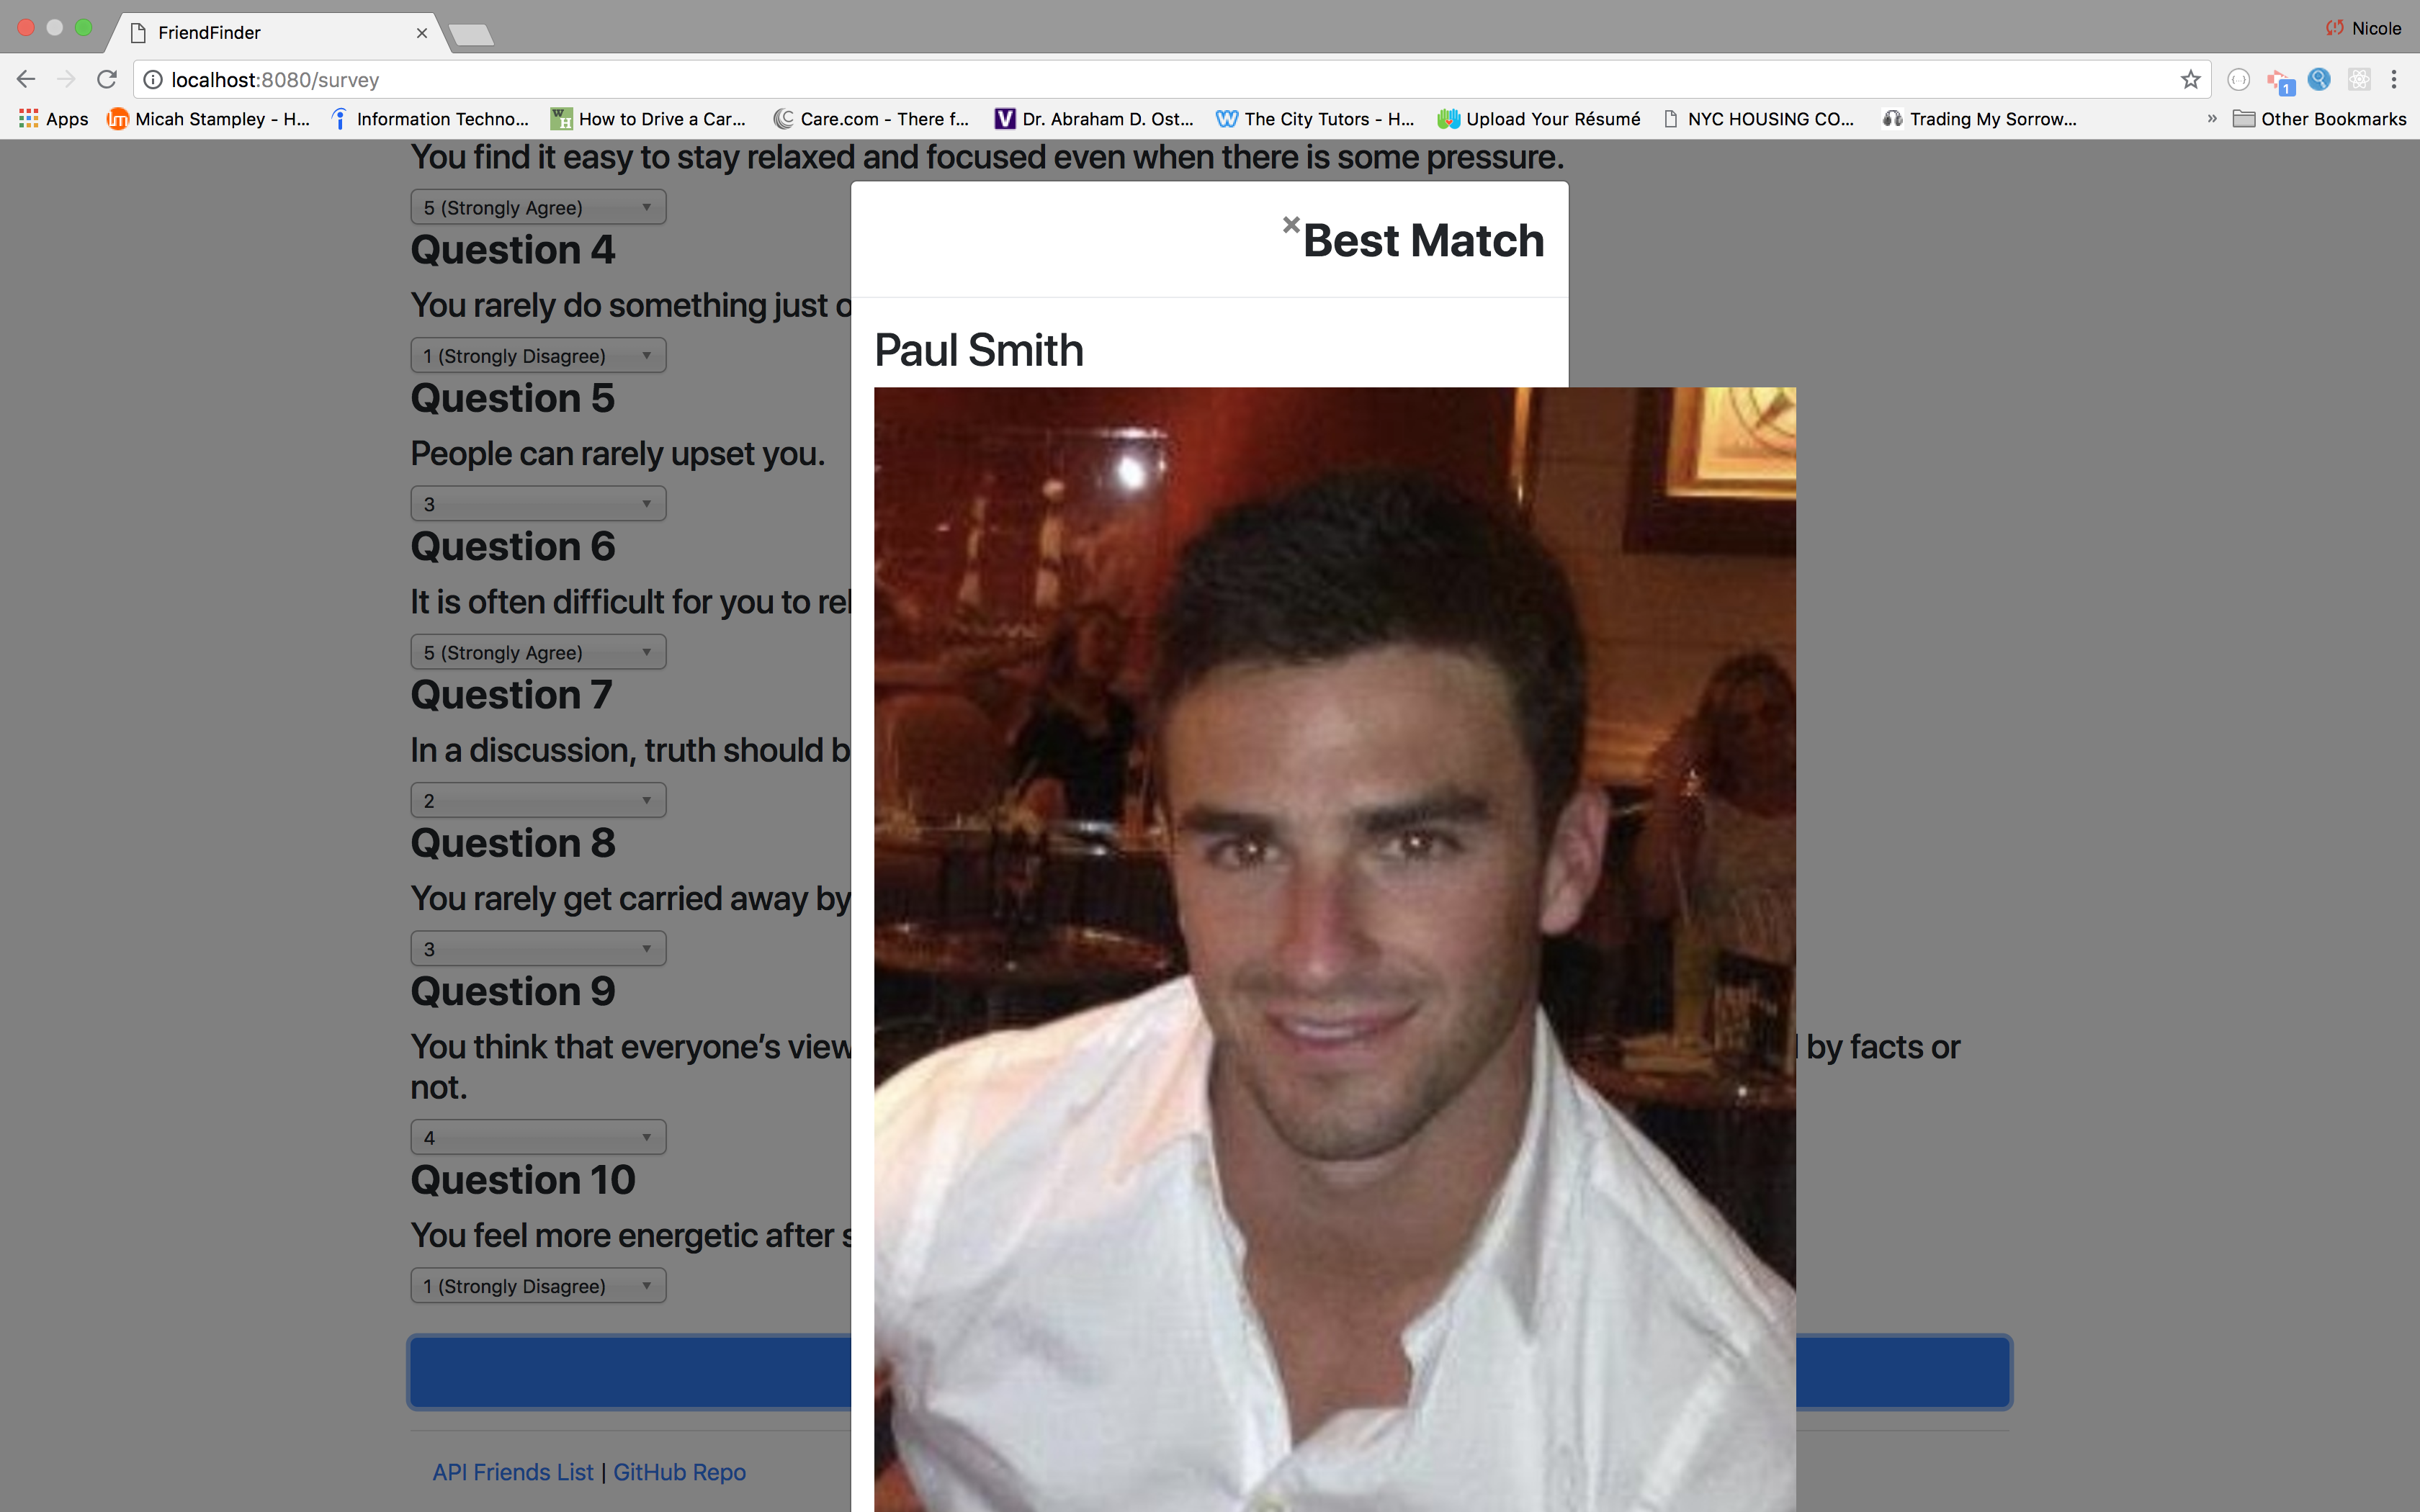 FriendFinder
Nicole
localhost:8080/survey
1
Apps
Micah Stampley - H...
Information Techno...
How to Drive a Car...
Care.com - There f...
Dr. Abraham D. Ost...
The City Tutors - H...
Upload Your Résumé
NYC HOUSING CO...
Trading My Sorrow...
» Other Bookmarks
You find it easy to stay relaxed and focused even when there is some pressure.
5 (Strongly Agree)
Question 4
You rarely do something just o
1 (Strongly Disagree)
Question 5
People can rarely upset you.
3
Question 6
It is often difficult for you to rel
5 (Strongly Agree)
Question 7
In a discussion, truth should b
2
Question 8
You rarely get carried away by
3
Question 9
You think that everyone’s view
by facts or
not.
4
Question 10
You feel more energetic after s
1 (Strongly Disagree)
API Friends List | GitHub Repo
×Best Match
Paul Smith